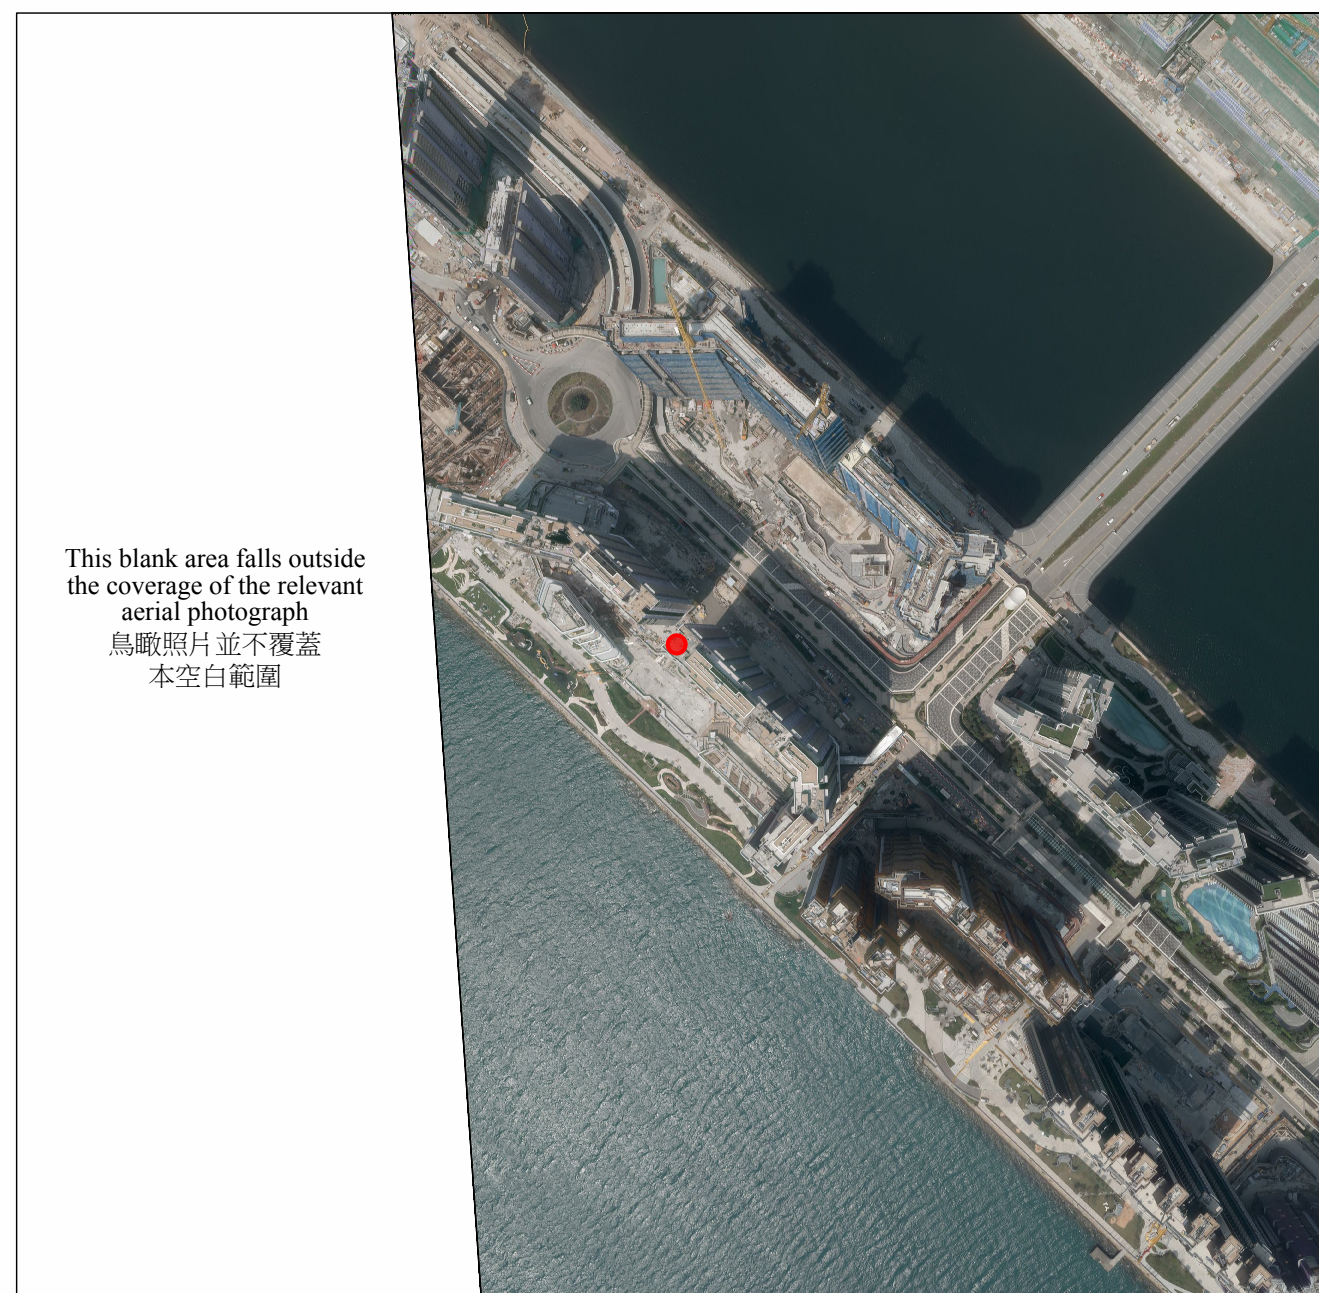 This blank area falls outside
the coverage of the relevant
aerial photograph
鳥瞰照片並不覆蓋
本空白範圍